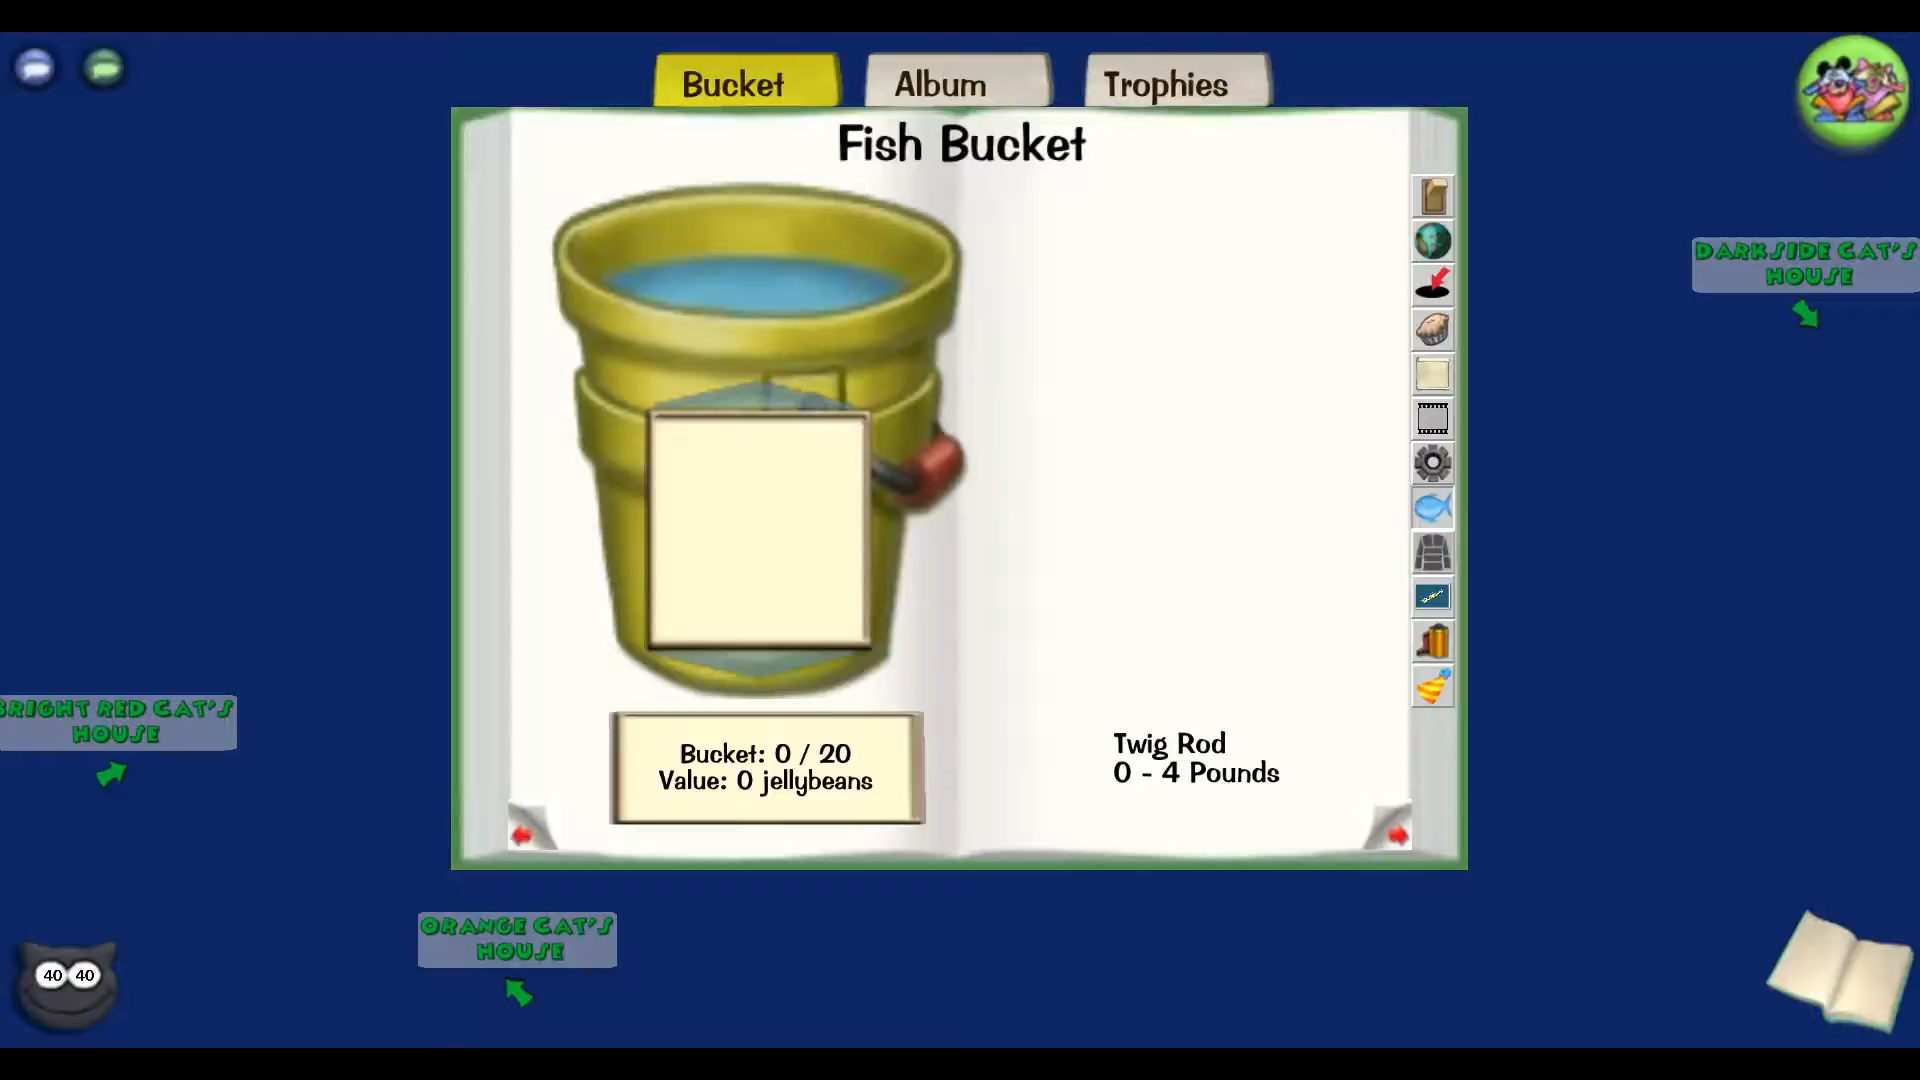 Bucket
Album
Trophies
Fish Bucket
DARKSIDE CAT'S
HOUSE
BRIGHT RED CAT'S
HOUSE
Twig Rod
0 - 4 Pounds
Bucket: 0 / 20
Value: 0 jellybeans
ORANGE CAT'S
HOUSE
40 40